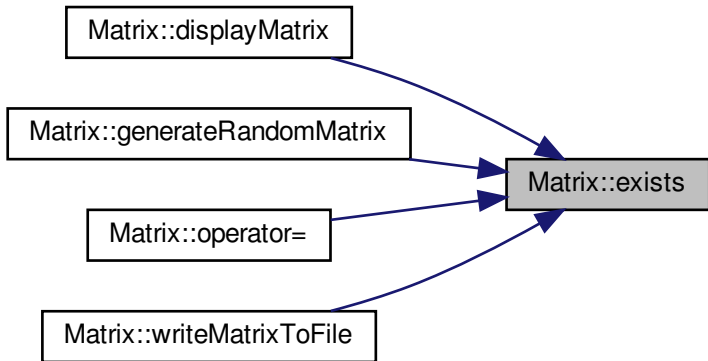 Matrix::displayMatrix
Matrix::generateRandomMatrix
Matrix::exists
Matrix::operator=
Matrix::writeMatrixToFile